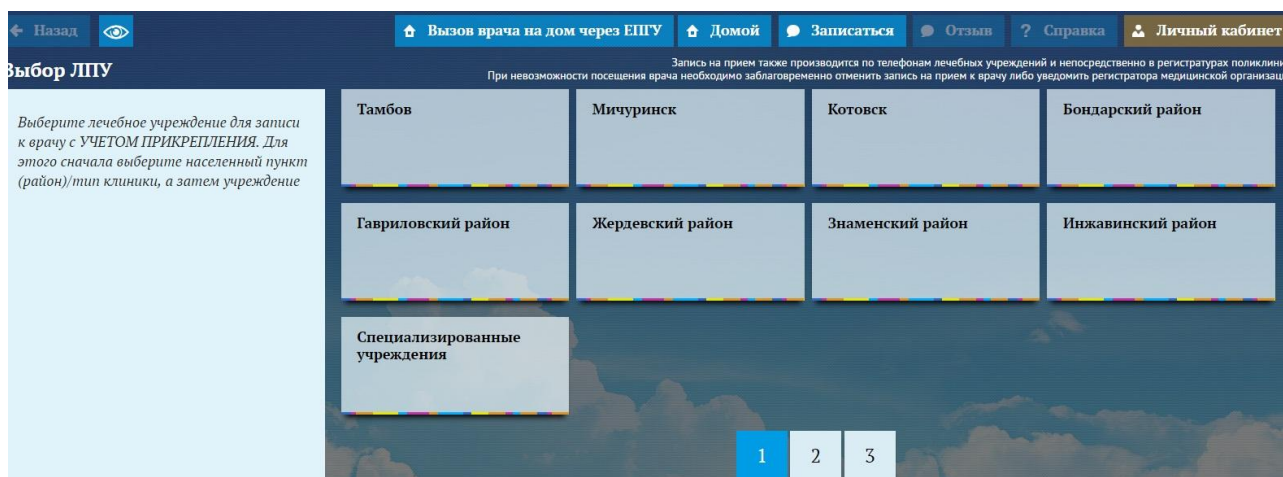 Назад
Вызов врача на дом через ЕПГУ
Домой
Записаться
Отзыв
? Справка
Личный кабинет
Выбор ЛПУ
Запись на прием также производится по телефонам лечебных учреждений и непосредственно в регистратурах
При невозможности посещения врача необходимо заблаговременно отменить запись на прием к врачу либо уведомить регистратора медицинской
Выберите лечебное учреждение для записи
к врачу с УЧЕТОМ ПРИКРЕПЛЕНИЯ. Для
этого сначала выберите населенный пункт
(район)/тип клиники, а затем учреждение
Тамбов
Мичуринск
Котовск
Бондарский район
Гавриловский район
Жердевский район
Знаменский район
Инжавинский район
Специализированные
учреждения
1
2
3